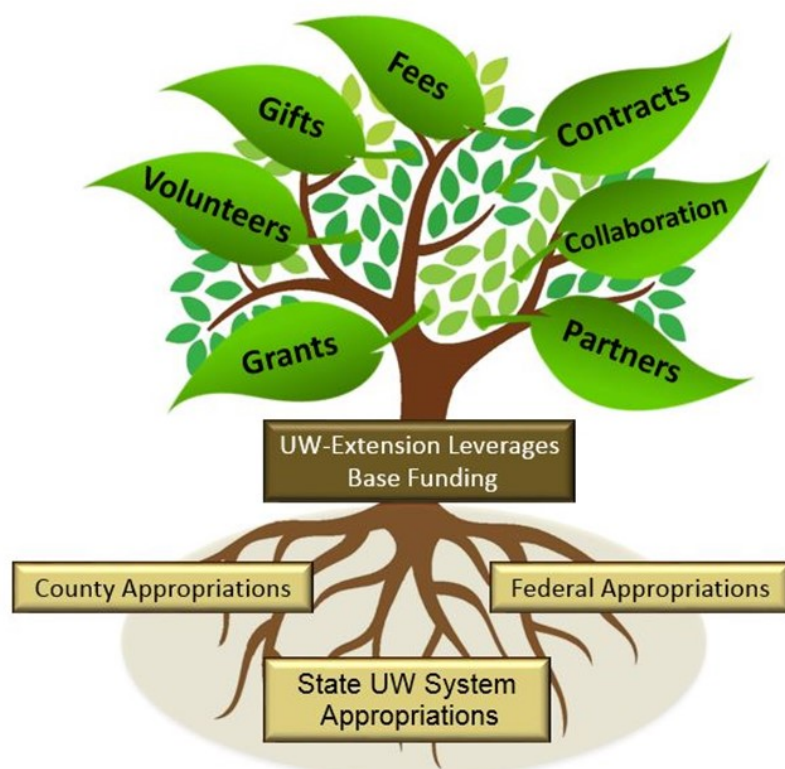 Fees
Gifts
Contracts
Volunteers
Collaboration
Grants
Partners
UW-Extension Leverages
Base Funding
County Appropriations
Federal Appropriations
State UW System
Appropriations